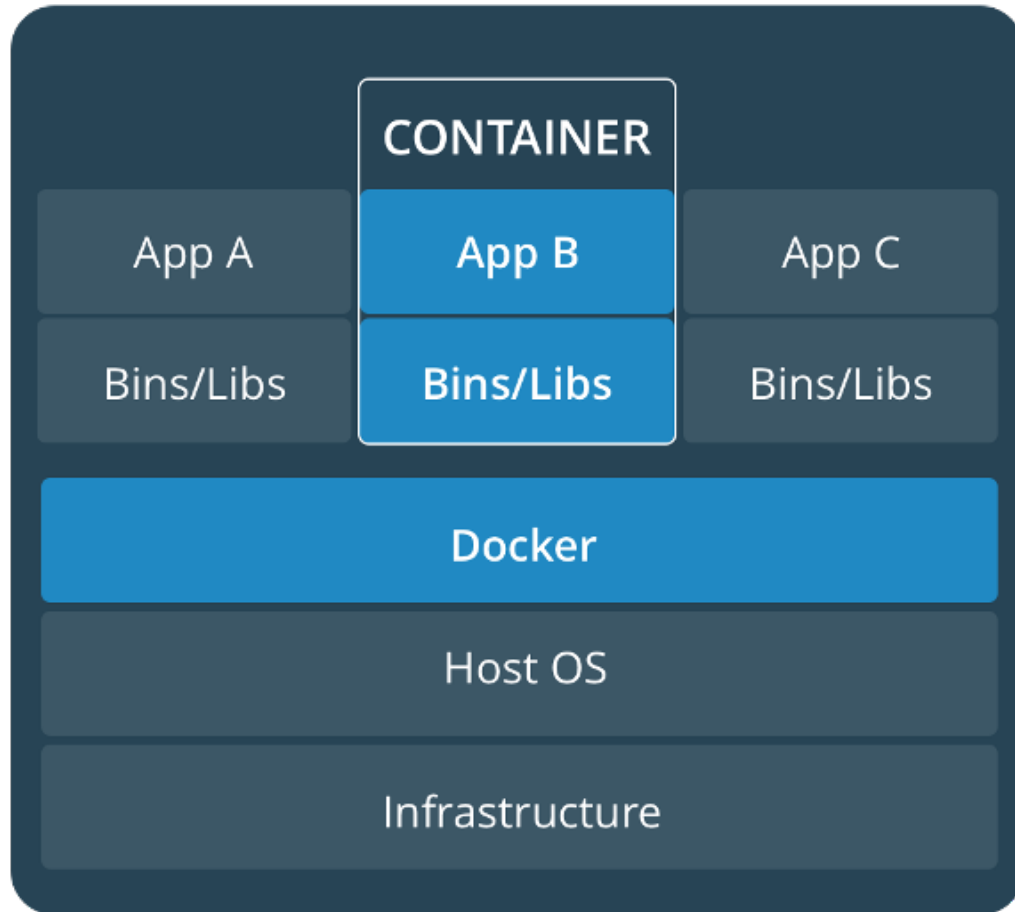 CONTAINER
App A
App B
App C
Bins/Libs
Bins/Libs
Bins/Libs
Docker
Host OS
Infrastructure